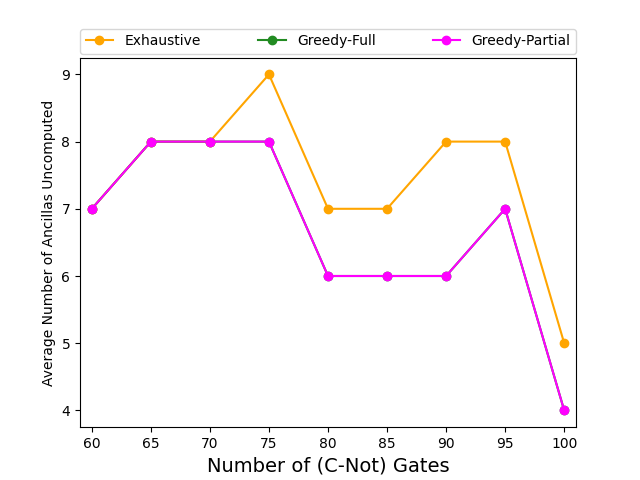 Exhaustive Greedy-Full Greedy-Partial
Average Number of Ancillas Uncomputed
9
8
7
6
5
4
60 65 70 75 80 85 90 95 100
Number of (C-Not) Gates